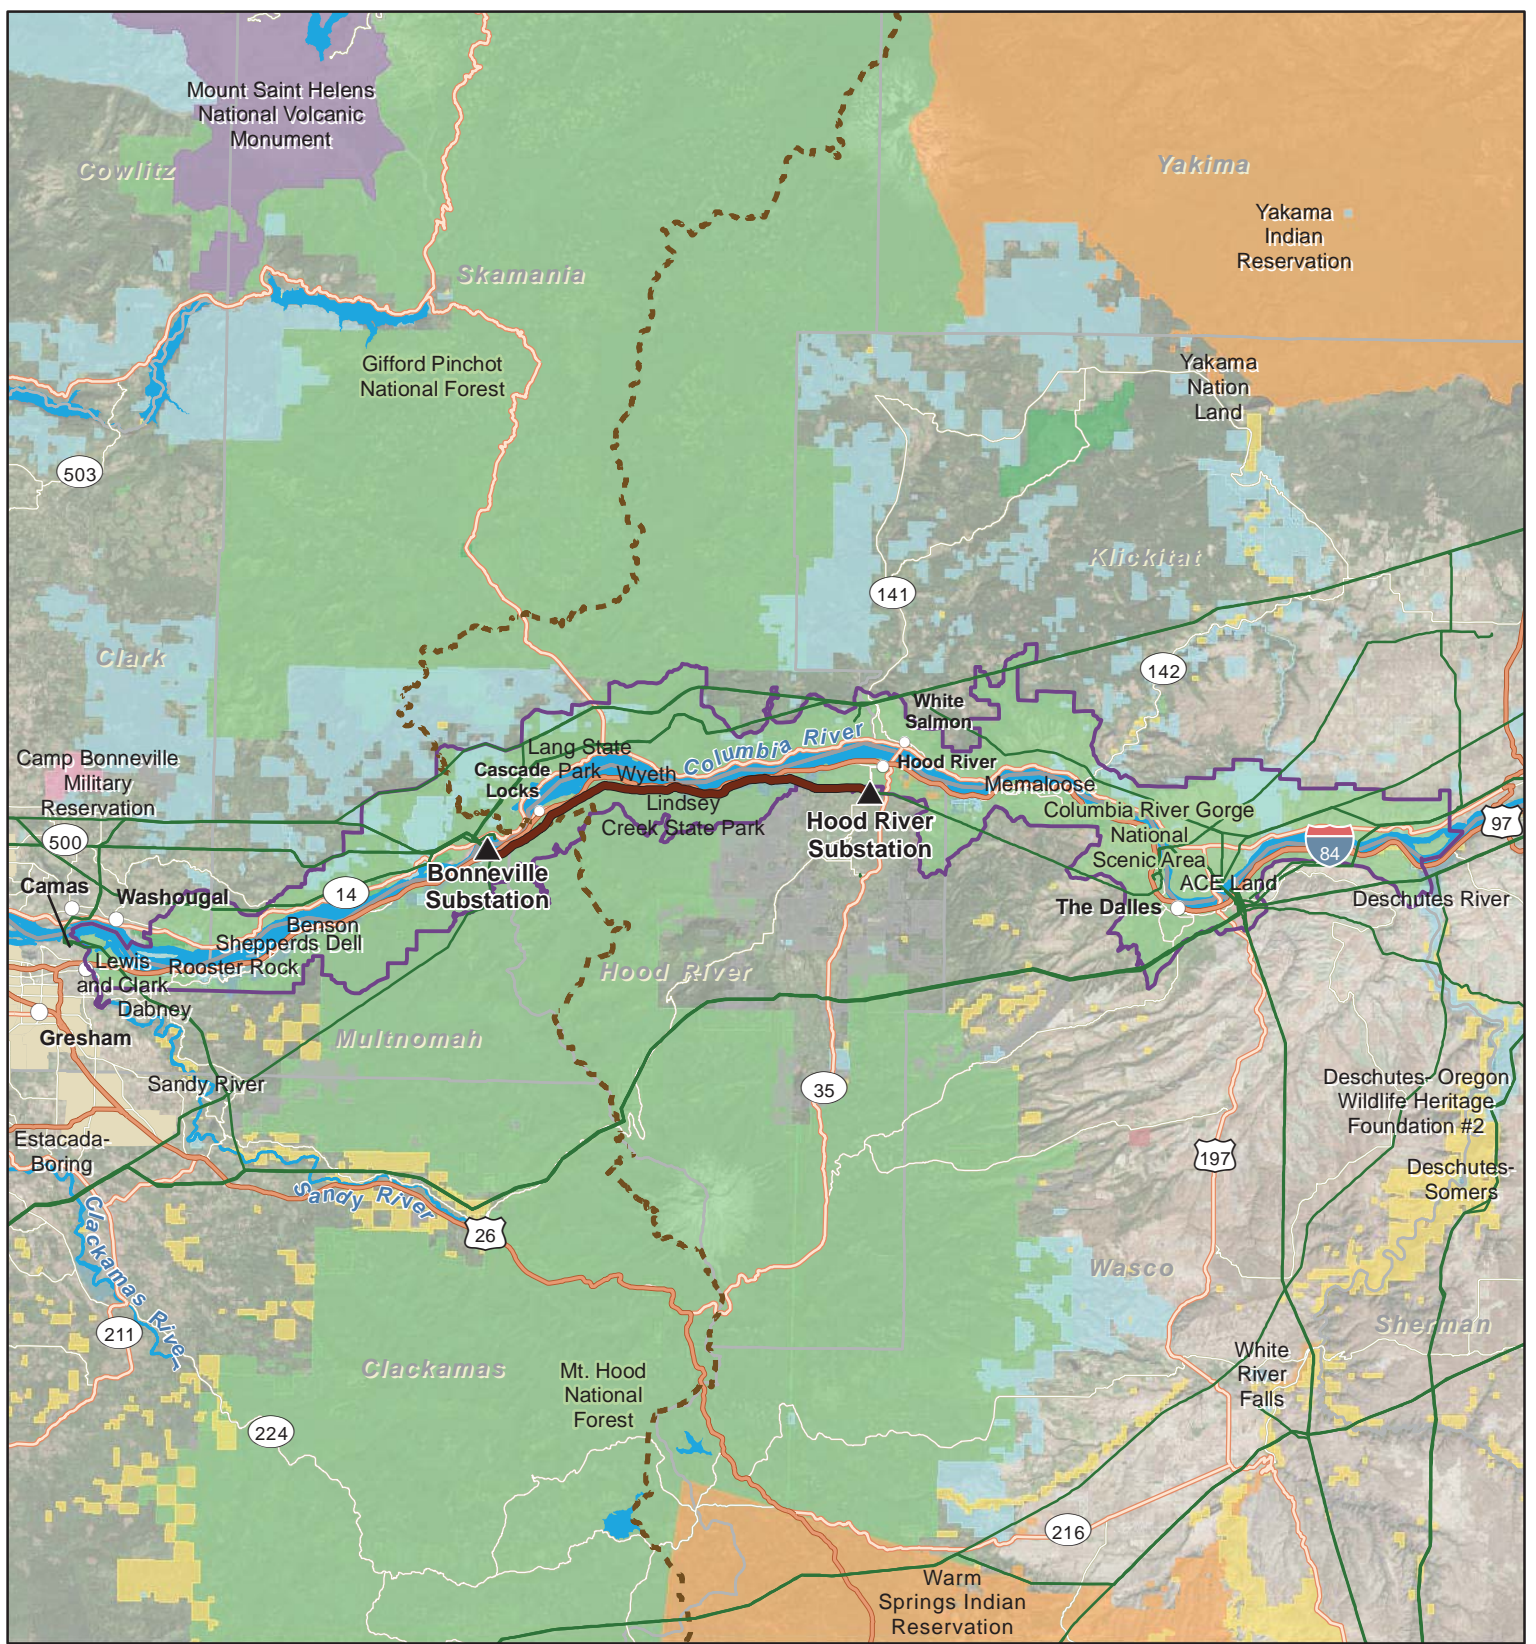 Mount Saint Helens
National Volcanic
Monument
Cowlitz
Yakima
Yakama
Indian
Reservation
Skamania
Gifford Pinchot
National Forest
Yakama
Nation
Land
503
Klickitat
141
Clark
142
White
Salmon
Camp Bonneville
Military
Reservation
Lang State
Park
Columbia River
Cascade
Locks
Wyeth
Hood River
Memaloose
Lindsey
Creek State Park
Hood River
Substation
Columbia River Gorge
National
Scenic Area
97
84
500
Bonneville
Substation
ACE Land
Camas
Washougal
14
The Dalles
Deschutes River
Benson
Shepperds Dell
Rooster Rock
Lewis
and Clark
Dabney
Hood River
Gresham
Multnomah
Sandy River
35
Deschutes- Oregon
Wildlife Heritage
Foundation #2
Estacada-
Boring
197
Deschutes-
Somers
Sandy River
Clackamas River
26
Wasco
211
Sherman
White
River
Falls
Clackamas
Mt. Hood
National
Forest
224
216
Warm
Springs Indian
Reservation